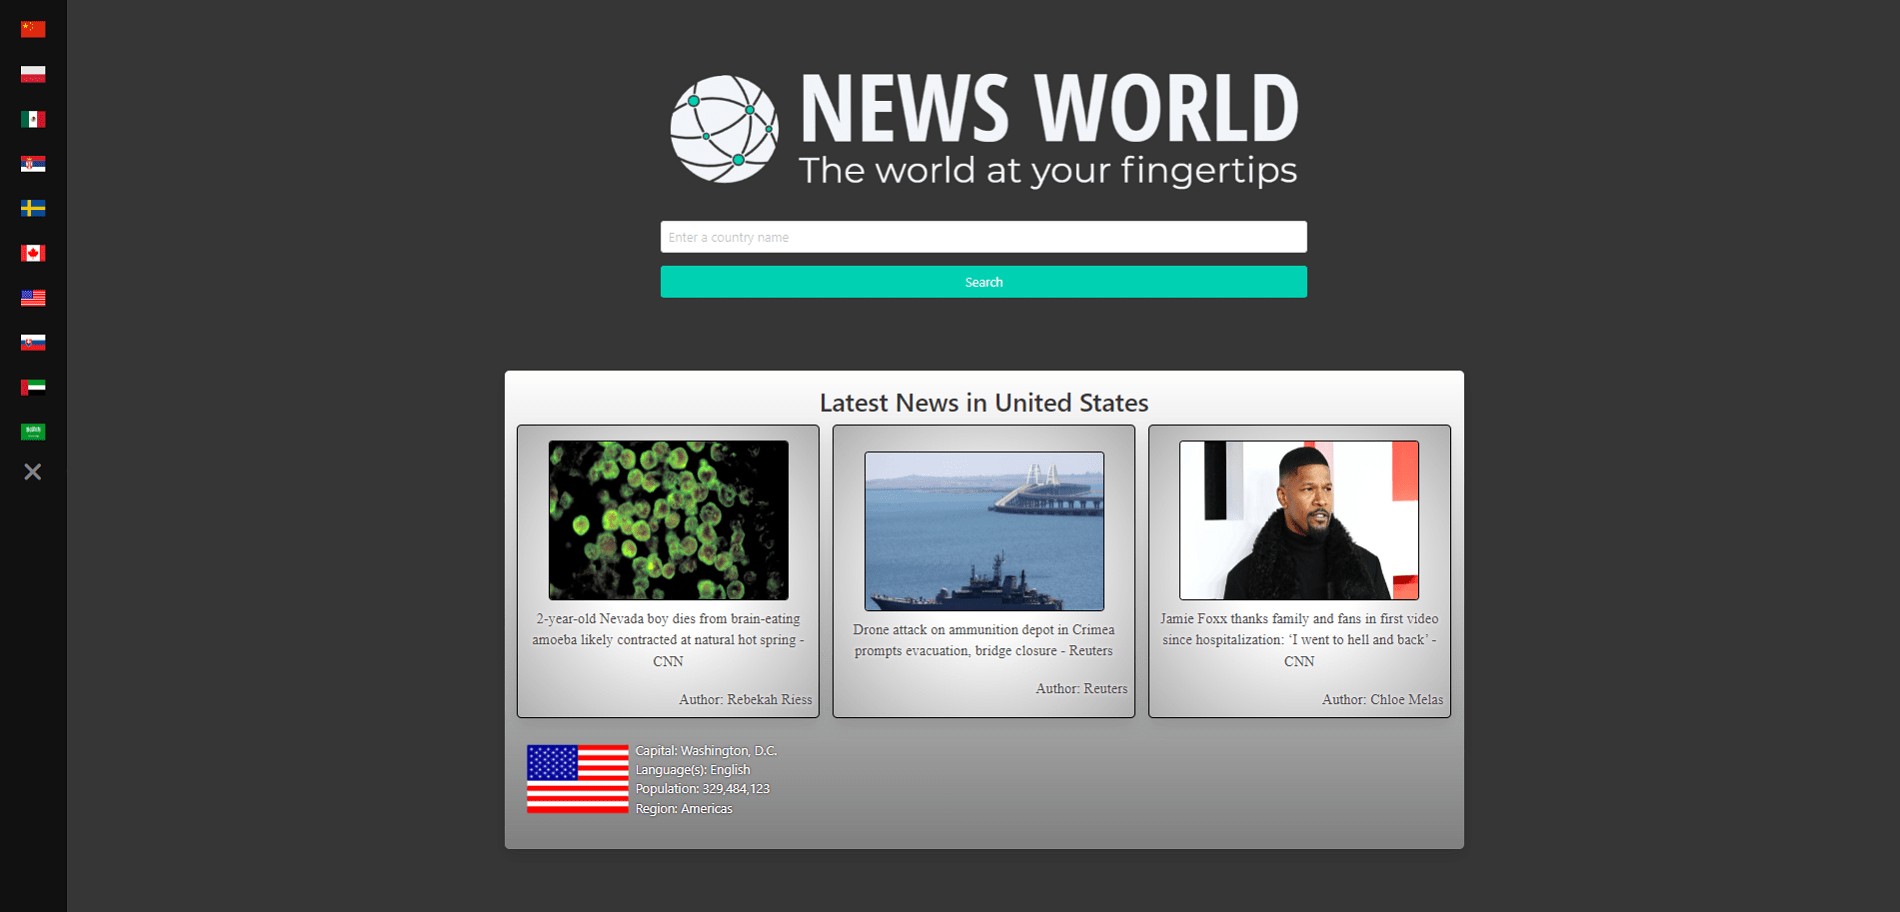 NEWS WORLD
The world at your fingertips
Enter a country name
Search
Latest News in United States
2-year-old Nevada boy dies from brain-eating
amoeba likely contracted at natural hot spring -
CNN
Author: Rebekah Riess
Drone attack on ammunition depot in Crimea
prompts evacuation, bridge closure - Reuters
Author: Reuters
Jamie Foxx thanks family and fans in first video
since hospitalization: ‘I went to hell and back’ -
CNN
Author: Chloe Melas
Capital: Washington, D.C.
Language(s): English
Population: 329,484,123
Region: Americas